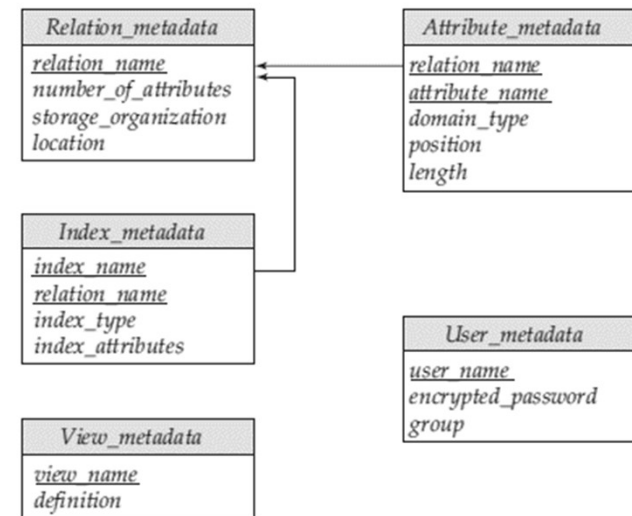 Relation_metadata
relation_name
number_of_attributes
storage_organization
location
Attribute_metadata
relation_name
attribute_name
domain_type
position
length
Index_metadata
index_name
relation_name
index_type
index_attributes
User_metadata
user_name
encrypted_password
group
View_metadata
view_name
definition